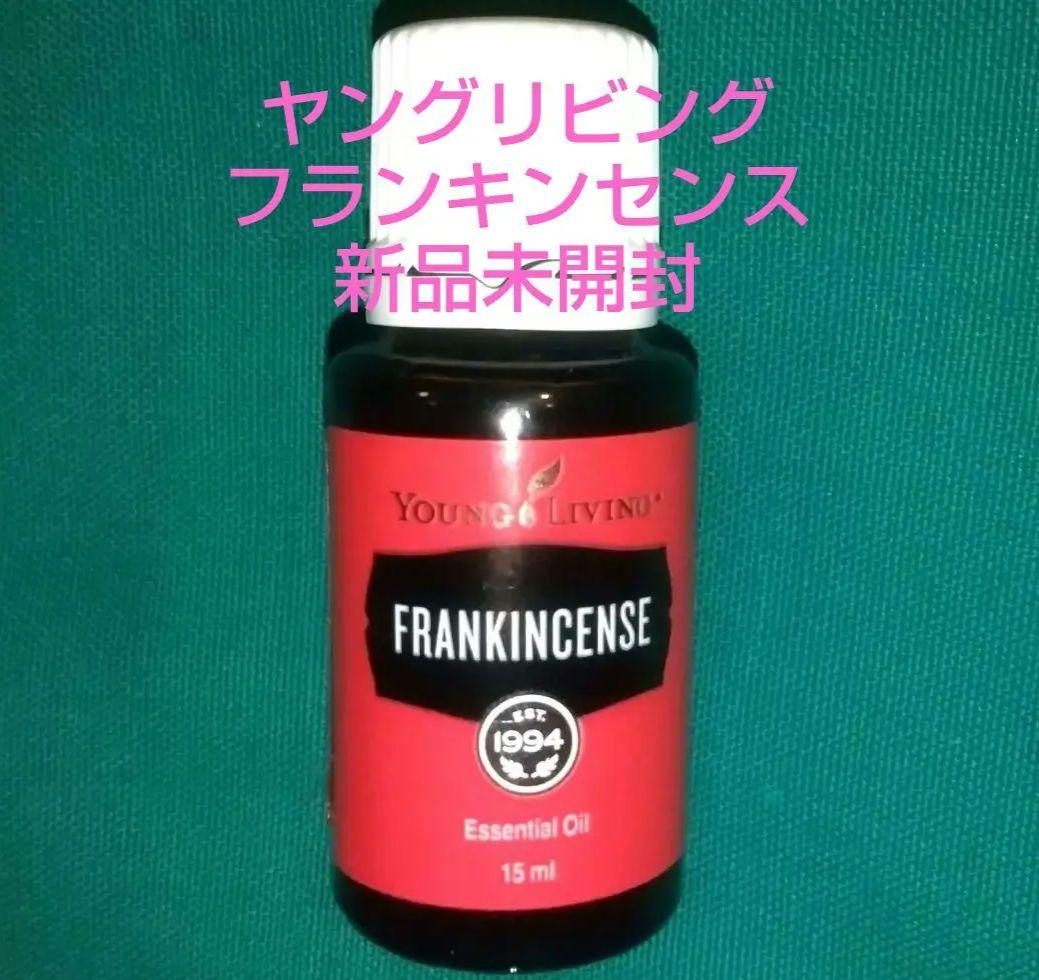 ヤングリビング
フランキンセンス
新品未開封
YOUNG LIVING
FRANKINCENSE
EST.
1994
Essential Oil
15 ml